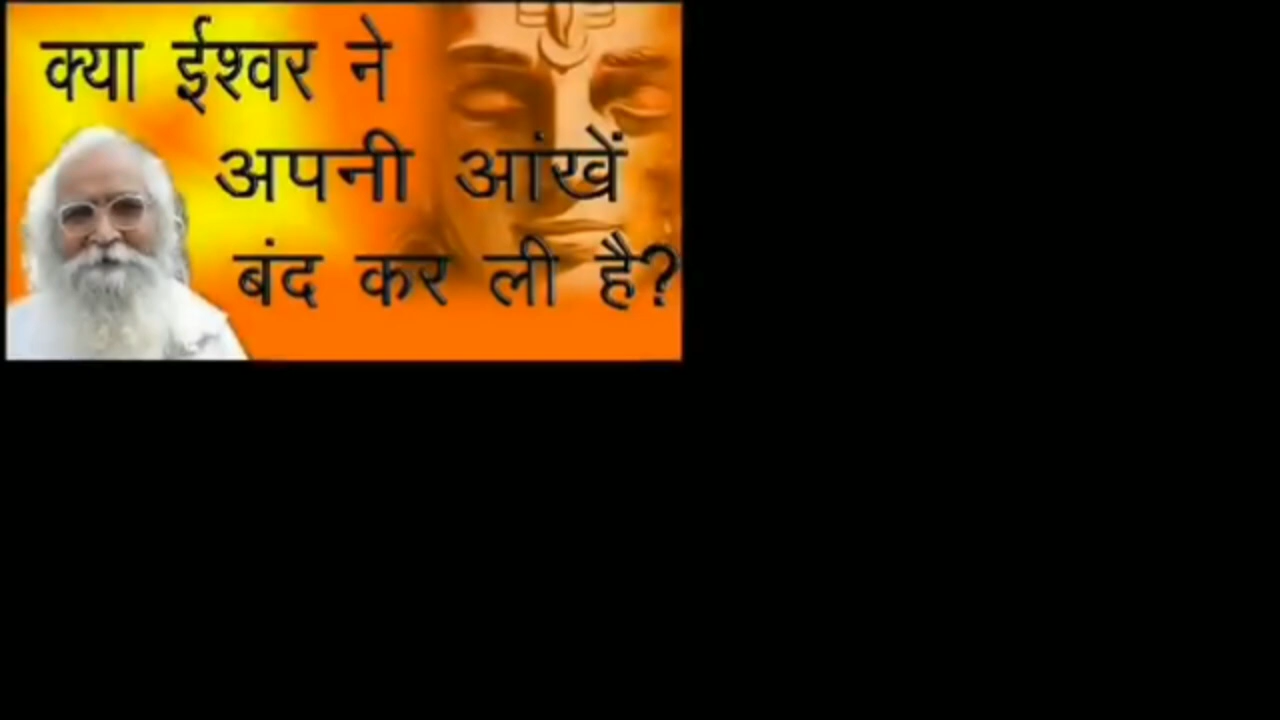 क्या ईश्वर ने
अपनी आंखें
बंद कर ली है?